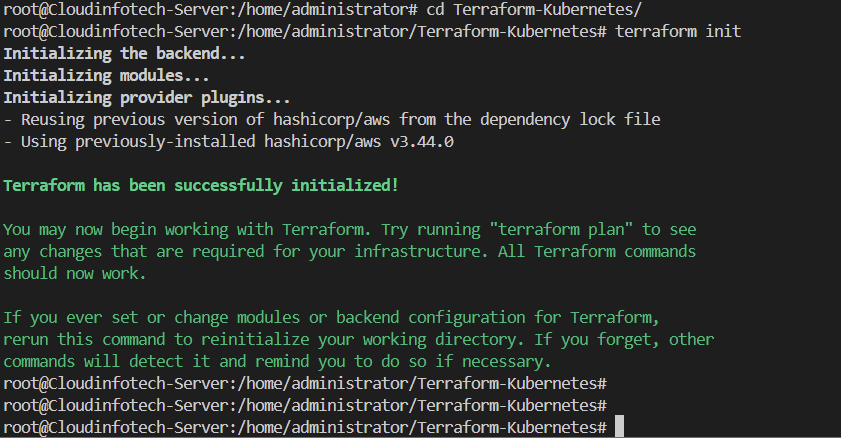 root@Cloudinfotech-Server:/home/administrator# cd Terraform-Kubernetes/
root@Cloudinfotech-Server:/home/administrator/Terraform-Kubernetes# terraform init
Initializing the backend...
Initializing modules...
Initializing provider plugins...
- Reusing previous version of hashicorp/aws from the dependency lock file
- Using previously-installed hashicorp/aws v3.44.0
Terraform has been successfully initialized!
You may now begin working with Terraform. Try running "terraform plan" to see
any changes that are required for your infrastructure. All Terraform commands
should now work.
If you ever set or change modules or backend configuration for Terraform,
rerun this command to reinitialize your working directory. If you forget, other
commands will detect it and remind you to do so if necessary.
root@Cloudinfotech-Server:/home/administrator/Terraform-Kubernetes#
root@Cloudinfotech-Server:/home/administrator/Terraform-Kubernetes#
root@Cloudinfotech-Server:/home/administrator/Terraform-Kubernetes#